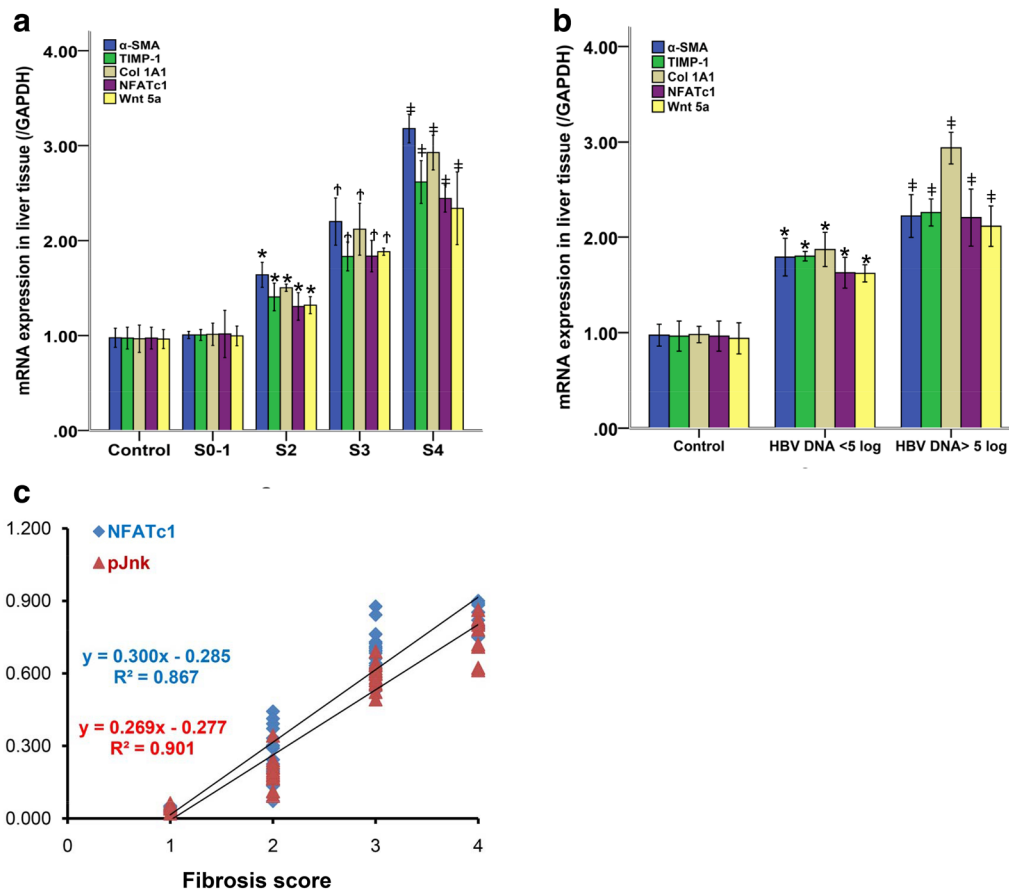 a
mRNA expression in liver tissue (/GAPDH)
4.00
3.00
2.00
1.00
.00
α-SMA
TIMP-1
Col 1A1
NFATc1
Wnt 5a
* * * * *
† † † † †
‡ ‡ ‡ ‡ ‡
Control S0-1 S2 S3 S4
b
mRNA expression in liver tissue (/GAPDH)
4.00
3.00
2.00
1.00
.00
α-SMA
TIMP-1
Col 1A1
NFATc1
Wnt 5a
* * * * *
‡ ‡ ‡ ‡ ‡
Control HBV DNA <5 log HBV DNA> 5 log
c
1.200
0.900
0.600
0.300
0.000
NFATc1
pJnk
y = 0.300x - 0.285
R² = 0.867
y = 0.269x - 0.277
R² = 0.901
0 1 2 3 4
Fibrosis score